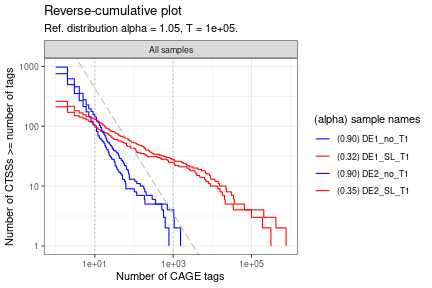 Reverse-cumulative plot
Ref. distribution alpha = 1.05, T = 1e+05.
All samples
Number of CTSSs >= number of tags
1000
100
10
1
1e+01
1e+03
1e+05
Number of CAGE tags
(alpha) sample names
(0.90) DE1_no_T1
(0.32) DE1_SL_T1
(0.90) DE2_no_T1
(0.35) DE2_SL_T1